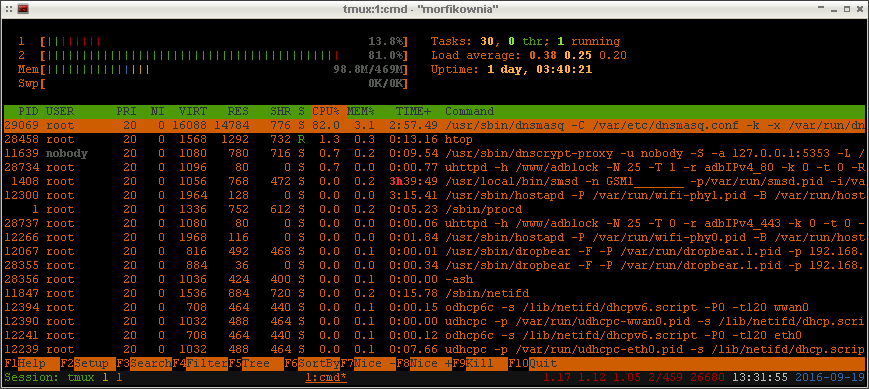 tmux:1:cmd - "morfikownia"
1 [||||||||| 13.8%] Tasks: 30, 0 thr; 1 running
2 [|||||||||||||||||||||||||||||||||||||||||||||||| 81.0%] Load average: 0.38 0.25 0.20
Mem[||||||||||||||||| 98.8M/469M] Uptime: 1 day, 03:40:21
Swp[ 0K/0K]
PID USER PRI NI VIRT RES SHR S CPU% MEM% TIME+ Command
29069 root 20 0 16088 14784 776 S 82.0 3.1 2:57.49 /usr/sbin/dnsmasq -C /var/etc/dnsmasq.conf -k -x /var/run/dn
28458 root 20 0 1568 1292 732 R 1.3 0.3 0:13.16 htop
11639 nobody 20 0 1080 780 716 S 0.7 0.2 0:09.54 /usr/sbin/dnscrypt-proxy -u nobody -S -a 127.0.0.1:5353 -L /
28734 root 20 0 1096 80 0 S 0.7 0.0 0:00.77 uhttpd -h /www/adblock -N 25 -T 1 -r adbIPv4_80 -k 0 -t 0 -R
1408 root 20 0 1056 768 472 S 0.0 0.2 3h39:49 /usr/local/bin/smsd -n GSM1_______ -p/var/run/smsd.pid -i/va
12300 root 20 0 1964 128 0 S 0.0 0.0 3:15.41 /usr/sbin/hostapd -P /var/run/wifi-phy1.pid -B /var/run/host
1 root 20 0 1336 752 612 S 0.0 0.2 0:05.23 /sbin/procd
28737 root 20 0 1080 80 0 S 0.0 0.0 0:00.06 uhttpd -h /www/adblock -N 25 -T 0 -r adbIPv4_443 -k 0 -t 0 -
12266 root 20 0 1968 116 0 S 0.0 0.0 0:01.84 /usr/sbin/hostapd -P /var/run/wifi-phy0.pid -B /var/run/host
12067 root 20 0 816 492 468 S 0.0 0.1 0:00.01 /usr/sbin/dropbear -F -P /var/run/dropbear.1.pid -p 192.168.
28355 root 20 0 884 36 0 S 0.0 0.0 0:00.34 /usr/sbin/dropbear -F -P /var/run/dropbear.1.pid -p 192.168.
28356 root 20 0 1036 424 400 S 0.0 0.1 0:00.00 -ash
11847 root 20 0 1536 884 720 S 0.0 0.2 0:15.78 /sbin/netifd
12394 root 20 0 708 464 440 S 0.0 0.1 0:00.15 odhcp6c -s /lib/netifd/dhcpv6.script -P0 -t120 wwan0
12390 root 20 0 1032 488 464 S 0.0 0.1 0:00.00 udhcpc -p /var/run/udhcpc-wwan0.pid -s /lib/netifd/dhcp.scri
12241 root 20 0 708 464 440 S 0.0 0.1 0:00.12 odhcp6c -s /lib/netifd/dhcpv6.script -P0 -t120 eth0
12239 root 20 0 1032 488 464 S 0.0 0.1 0:07.66 udhcpc -p /var/run/udhcpc-eth0.pid -s /lib/netifd/dhcp.scrip
F1Help F2Setup F3SearchF4FilterF5Tree F6SortByF7Nice -F8Nice +F9Kill F10Quit
Session: tmux 1 1 1:cmd* 1.17 1.12 1.05 2/459 26680 13:31:55 2016-09-19